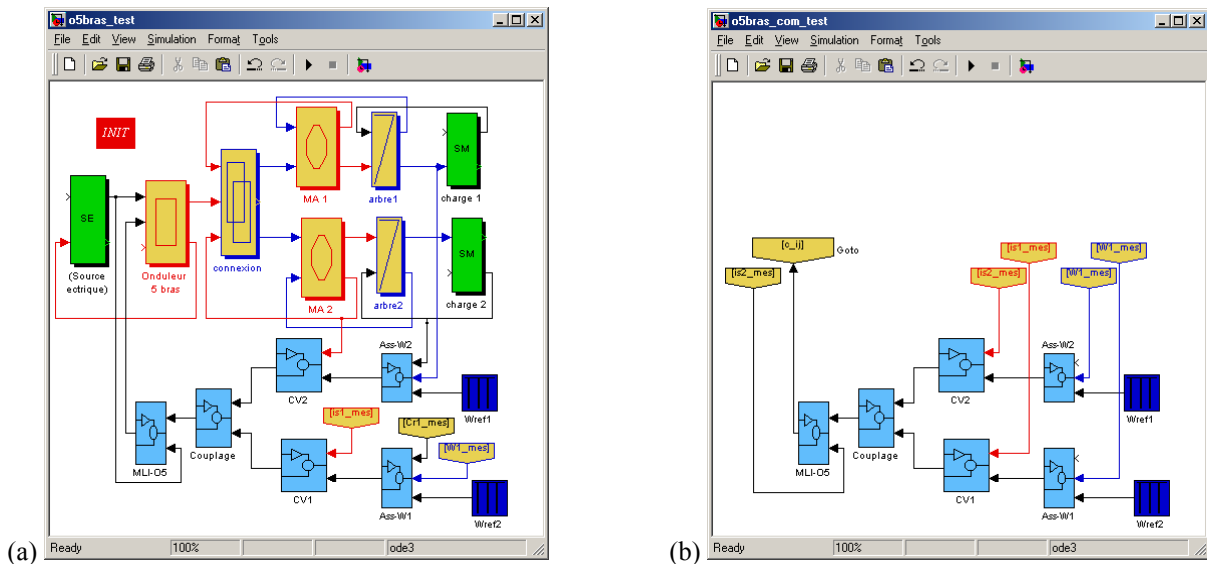 o5bras_test
File Edit View Simulation Format Tools
INIT
SE
(Source
ectrique)
Onduleur
5 bras
connexion
MA 1
arbre1
SM
charge 1
MA 2
arbre2
SM
charge 2
Ass-W2
CV2
Wref1
[is1_mes]
[Cr1_mes]
[W1_mes]
MLI-O5
Couplage
CV1
Ass-W1
Wref2
(a)
Ready 100% ode3
o5bras_com_test
File Edit View Simulation Format Tools
[c_ij]
Goto
[is2_mes]
[is1_mes]
[is2_mes]
[W1_mes]
[W1_mes]
Ass-W2
CV2
Wref1
MLI-O5
Couplage
CV1
Ass-W1
Wref2
(b)
Ready 100% ode3